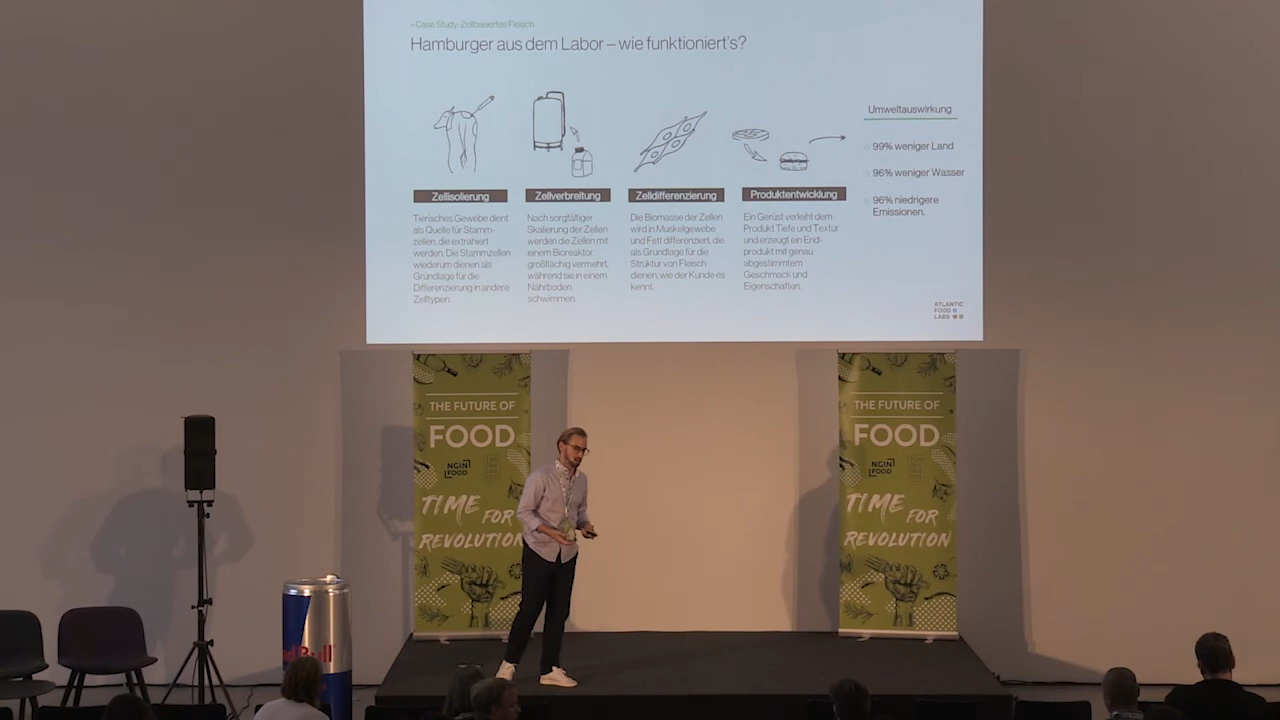 – Case Study: Zellbasiertes Fleisch
Hamburger aus dem Labor – wie funktioniert's?
Zellisolierung
Tierisches Gewebe dient
als Quelle für Stamm-
zellen, die extrahiert
werden. Die Stammzellen
wiederum dienen als
Grundlage für die
Differenzierung in andere
Zelltypen.
Zellverbreitung
Nach sorgfältiger
Skalierung der Zellen
werden die Zellen mit
einem Bioreaktor
großflächig vermehrt,
während sie in einem
Nährboden
schwimmen.
Zelldifferenzierung
Die Biomasse der Zellen
wird in Muskelgewebe
und Fett differenziert, die
als Grundlage für die
Struktur von Fleisch
dienen, wie der Kunde es
kennt.
Produktentwicklung
Ein Gerüst verleiht dem
Produkt Tiefe und Textur
und erzeugt ein End-
produkt mit genau
abgestimmtem
Geschmack und
Eigenschaften.
Umweltauswirkung
99% weniger Land
96% weniger Wasser
96% niedrigere
Emissionen.
ATLANTIC
FOOD
LABS
THE FUTURE OF
FOOD
NGIN
FOOD
TIME FOR
REVOLUTION
THE FUTURE OF
FOOD
NGIN
FOOD
TIME FOR
REVOLUTION